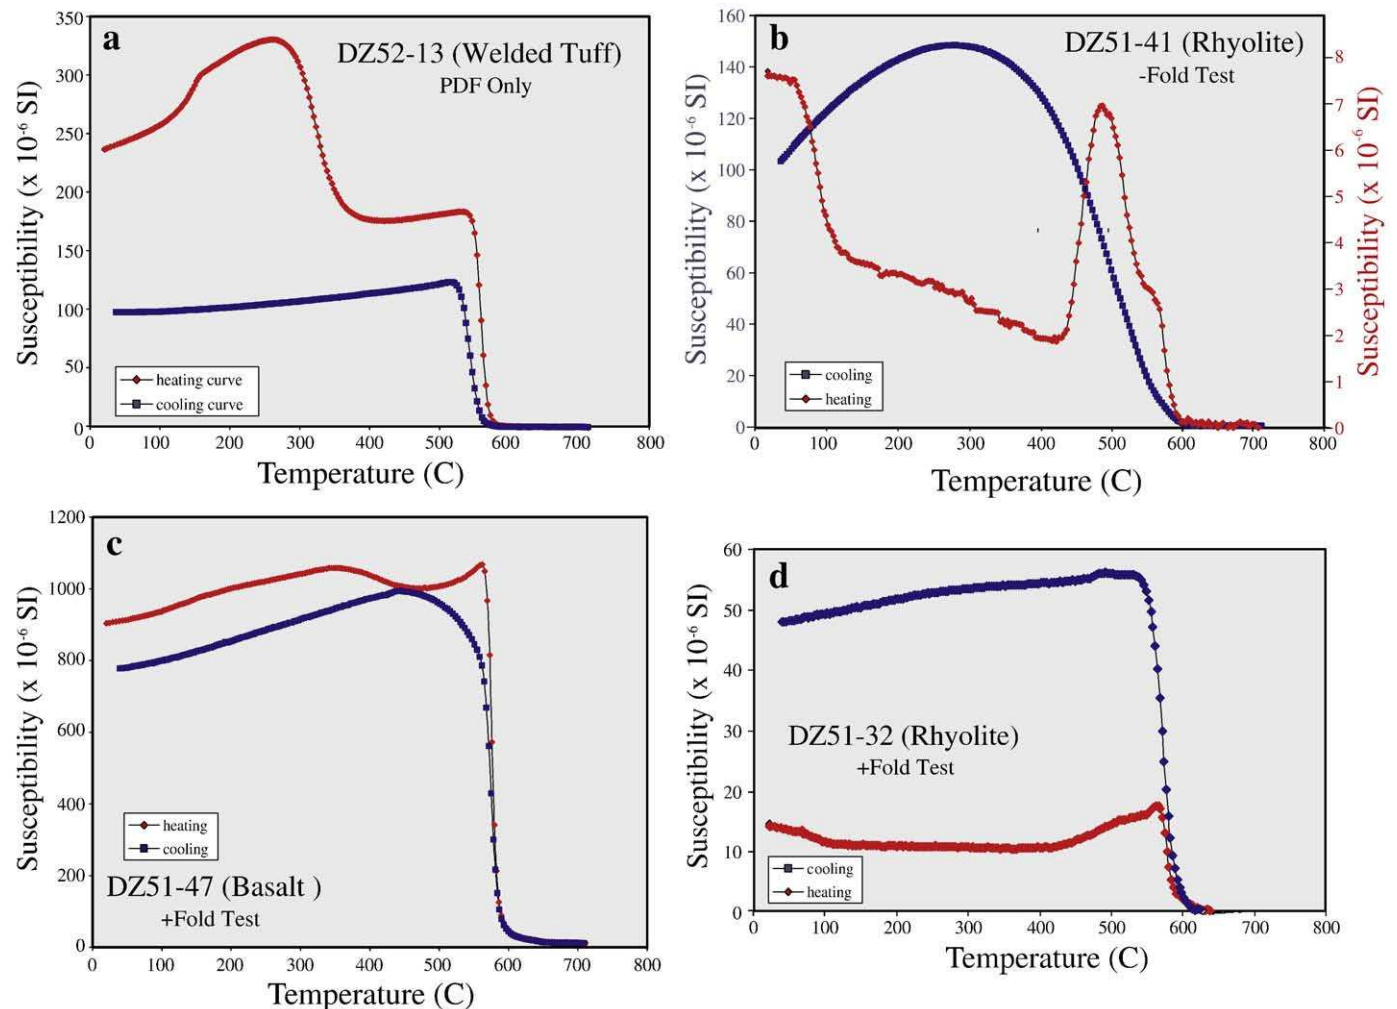 a
DZ52-13 (Welded Tuff)
PDF Only
Susceptibility (x 10⁻⁶ SI)
350
300
250
200
150
100
50
0
heating curve
cooling curve
0 100 200 300 400 500 600 700 800
Temperature (C)
b
DZ51-41 (Rhyolite)
-Fold Test
Susceptibility (x 10⁻⁶ SI)
160
140
120
100
80
60
40
20
0
8
7
6
5
4
3
2
1
0
Susceptibility (x 10⁻⁶ SI)
cooling
heating
0 100 200 300 400 500 600 700 800
Temperature (C)
c
Susceptibility (x 10⁻⁶ SI)
1200
1000
800
600
400
200
0
heating
cooling
DZ51-47 (Basalt )
+Fold Test
0 100 200 300 400 500 600 700 800
Temperature (C)
d
Susceptibility (x 10⁻⁶ SI)
60
50
40
30
20
10
0
DZ51-32 (Rhyolite)
+Fold Test
cooling
heating
0 100 200 300 400 500 600 700 800
Temperature (C)